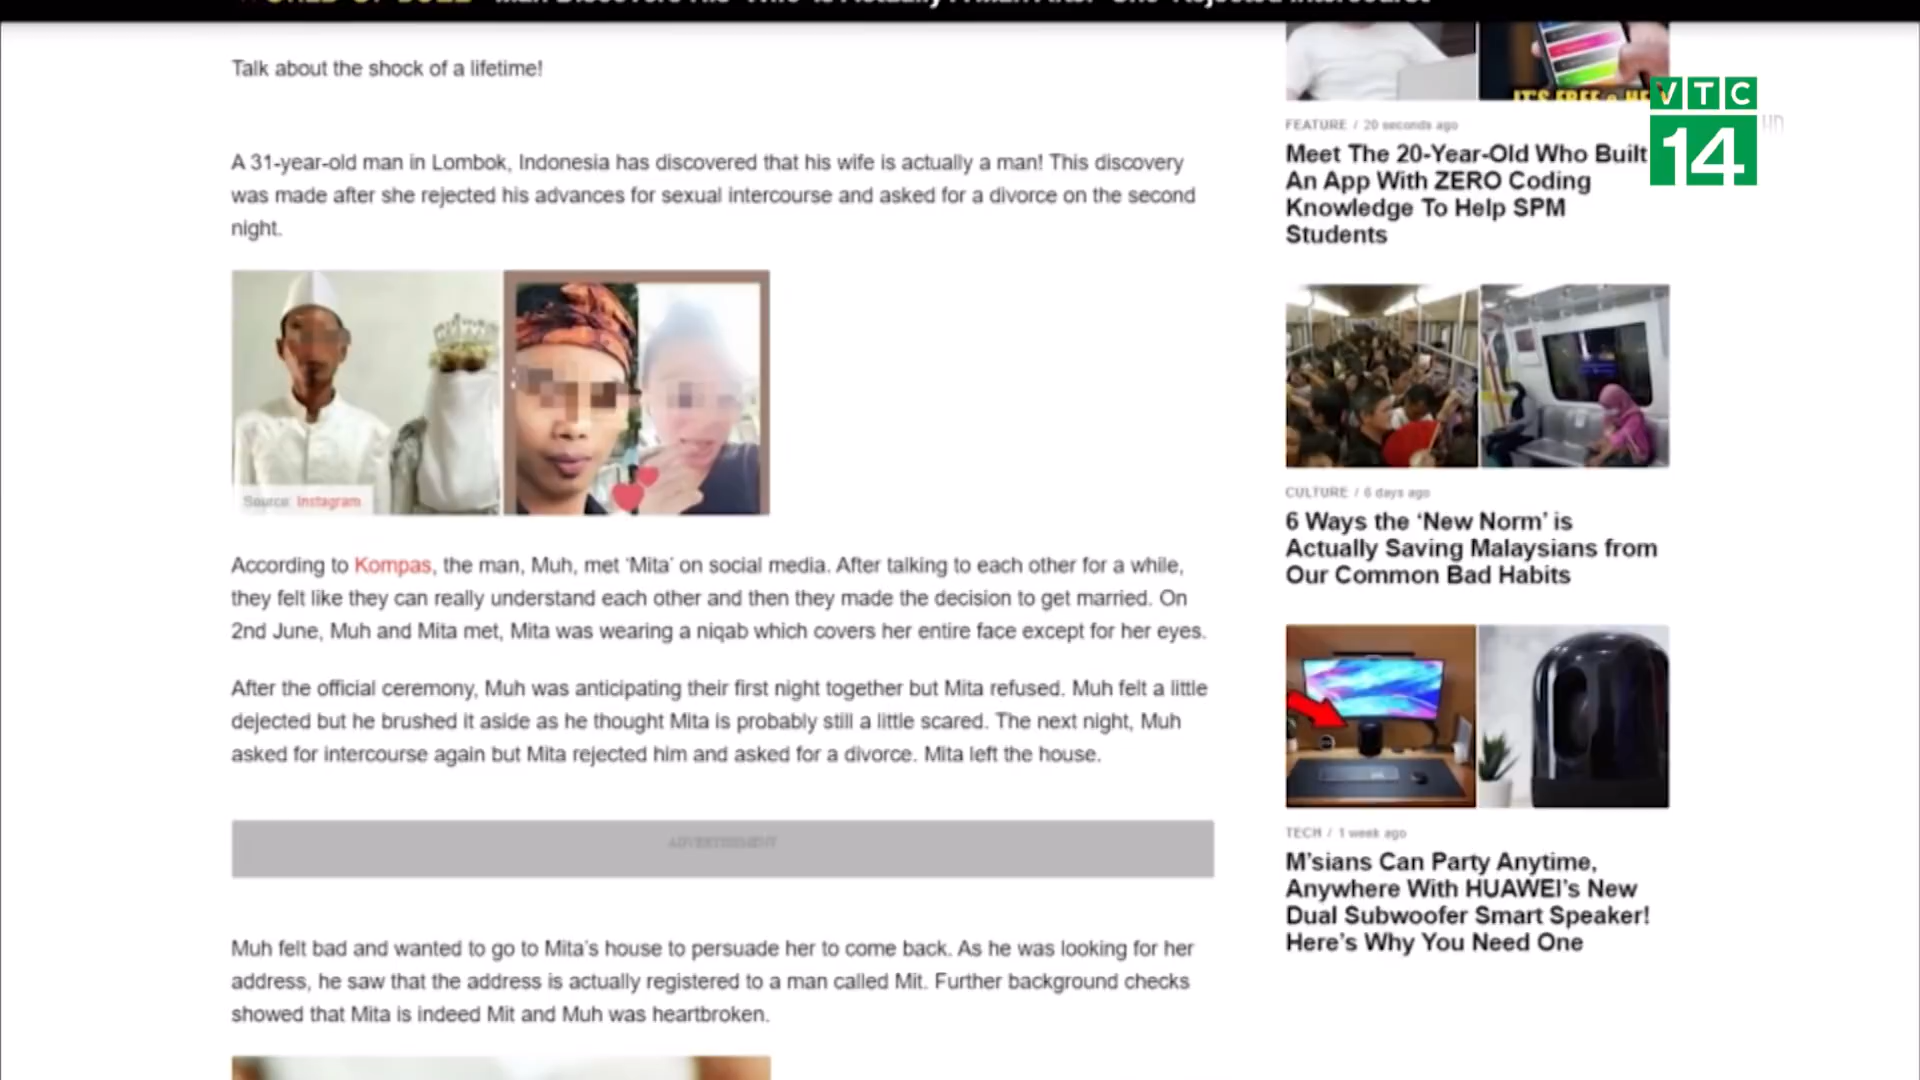 Talk about the shock of a lifetime!
A 31-year-old man in Lombok, Indonesia has discovered that his wife is actually a man! This discovery
was made after she rejected his advances for sexual intercourse and asked for a divorce on the second
night.
Source: Instagram
According to Kompas, the man, Muh, met ‘Mita’ on social media. After talking to each other for a while,
they felt like they can really understand each other and then they made the decision to get married. On
2nd June, Muh and Mita met, Mita was wearing a niqab which covers her entire face except for her eyes.
After the official ceremony, Muh was anticipating their first night together but Mita refused. Muh felt a little
dejected but he brushed it aside as he thought Mita is probably still a little scared. The next night, Muh
asked for intercourse again but Mita rejected him and asked for a divorce. Mita left the house.
ADVERTISEMENT
Muh felt bad and wanted to go to Mita’s house to persuade her to come back. As he was looking for her
address, he saw that the address is actually registered to a man called Mit. Further background checks
showed that Mita is indeed Mit and Muh was heartbroken.
VTC
14
HD
FEATURE / 20 seconds ago
Meet The 20-Year-Old Who Built
An App With ZERO Coding
Knowledge To Help SPM
Students
CULTURE / 6 days ago
6 Ways the ‘New Norm’ is
Actually Saving Malaysians from
Our Common Bad Habits
TECH / 1 week ago
M’sians Can Party Anytime,
Anywhere With HUAWEI’s New
Dual Subwoofer Smart Speaker!
Here’s Why You Need One